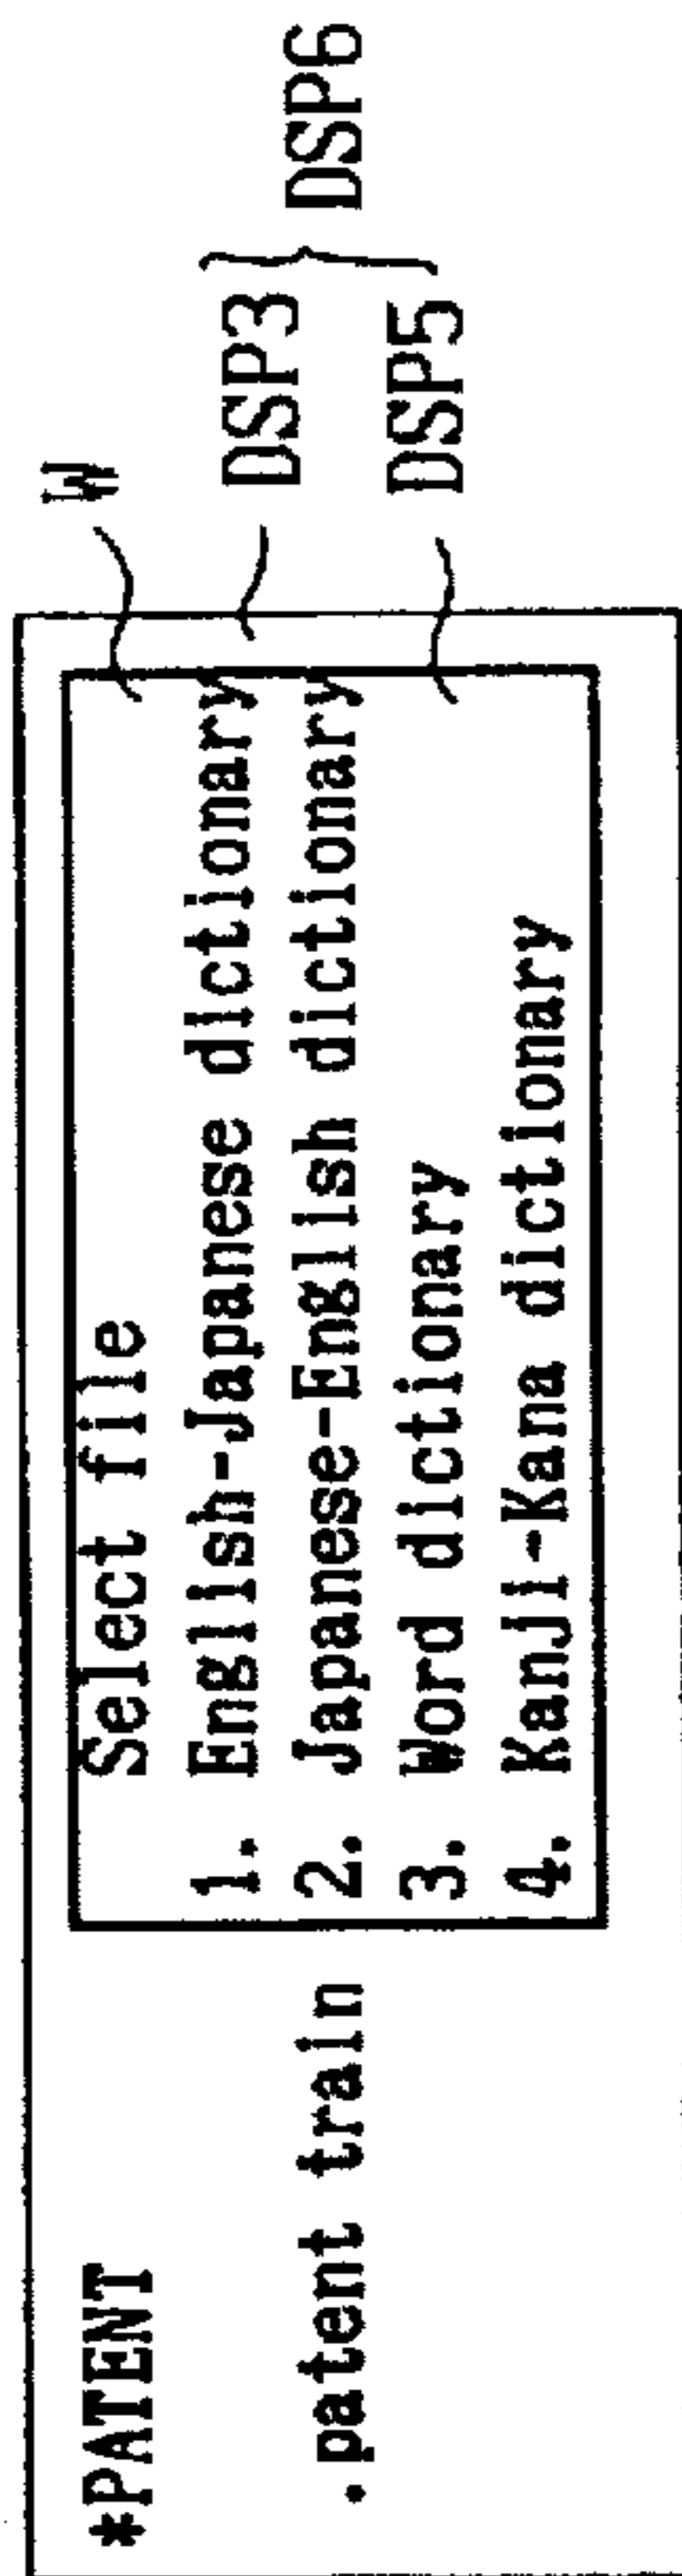 *PATENT
.patent train
Select file
1. English-Japanese dictionary
2. Japanese-English dictionary
3. Word dictionary
4. Kanji-Kana dictionary
W
DSP3
DSP5
DSP6